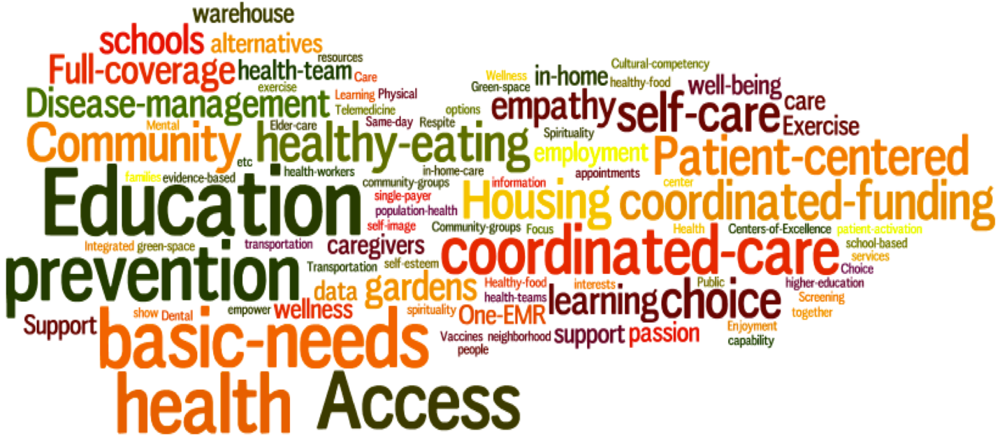 warehouse
schools alternatives
resources
Full-coverage health-team Care
exercise
Cultural-competency
Wellness in-home healthy-food
Green-space well-being
Disease-management Learning Physical
Telemedicine options empathy self-care care
Mental Elder-care Same-day Respite Exercise
Spirituality
Community healthy-eating employment Patient-centered
etc
families evidence-based health-workers in-home-care appointments
community-groups information center
Education single-payer Housing coordinated-funding
population-health
self-image Community-groups Focus Health Centers-of-Excellence patient-activation
Integrated green-space transportation caregivers coordinated-care school-based
services
prevention Transportation self-esteem Choice
data gardens Healthy-food interests Public higher-education
health-teams learning choice Screening
show Dental empower wellness spirituality One-EMR together
Support basic-needs Vaccines neighborhood support passion Enjoyment
people capability
health Access